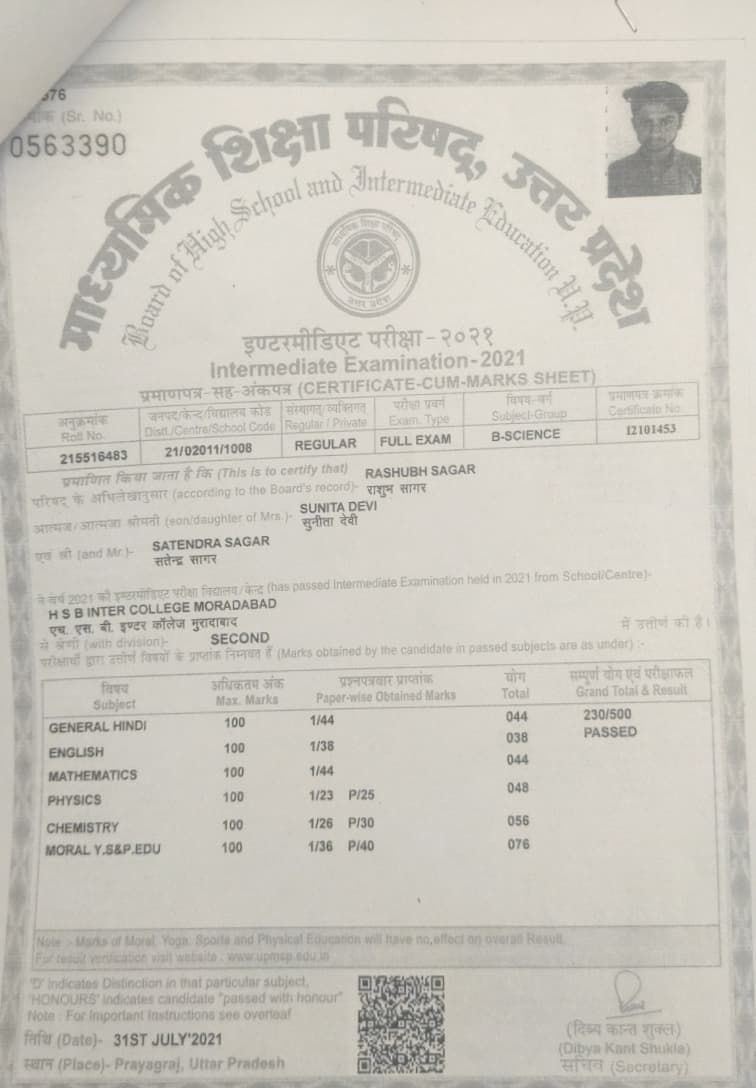 576
(Sr. No.)
0563390
माध्यमिक शिक्षा परिषद्, उत्तर प्रदेश
Board of High School and Intermediate Education U.P.
माध्यमिक शिक्षा परिषद्
उत्तर प्रदेश
इण्टरमीडिएट परीक्षा - २०२१
Intermediate Examination - 2021
प्रमाणपत्र-सह-अंकपत्र (CERTIFICATE-CUM-MARKS SHEET)
अनुक्रमांक जनपद/केन्द्र/विद्यालय कोड संस्थागत/व्यक्तिगत परीक्षा प्रवर्ग विषय-वर्ग प्रमाणपत्र क्रमांक
Roll No. Distt./Centre/School Code Regular / Private Exam. Type Subject-Group Certificate No.
215516483 21/02011/1008 REGULAR FULL EXAM B-SCIENCE 12101453
प्रमाणित किया जाता है कि (This is to certify that) RASHUBH SAGAR
परिषद् के अभिलेखानुसार (according to the Board's record)- राशुभ सागर
आत्मज/आत्मजा श्रीमती (son/daughter of Mrs.)- SUNITA DEVI
सुनीता देवी
एवं श्री (and Mr.)- SATENDRA SAGAR
सतेन्द्र सागर
ने वर्ष 2021 की इण्टरमीडिएट परीक्षा विद्यालय/केन्द्र (has passed Intermediate Examination held in 2021 from School/Centre)-
H S B INTER COLLEGE MORADABAD
एच. एस. बी. इण्टर कॉलेज मुरादाबाद
से श्रेणी (with division)- SECOND में उत्तीर्ण की है।
परीक्षार्थी द्वारा उत्तीर्ण विषयों के प्राप्तांक निम्नवत हैं (Marks obtained by the candidate in passed subjects are as under) :-
विषय अधिकतम अंक प्रश्नपत्रवार प्राप्तांक योग सम्पूर्ण योग एवं परीक्षाफल
Subject Max. Marks Paper-wise Obtained Marks Total Grand Total & Result
GENERAL HINDI 100 1/44 044 230/500
ENGLISH 100 1/38 038 PASSED
MATHEMATICS 100 1/44 044
PHYSICS 100 1/23 P/25 048
CHEMISTRY 100 1/26 P/30 056
MORAL Y.S&P.EDU 100 1/36 P/40 076
Note :- Marks of Moral, Yoga, Sports and Physical Education will have no effect on overall Result.
For result verification visit website : www.upmsp.edu.in
'D' Indicates Distinction in that particular subject,
'HONOURS' Indicates candidate "passed with honour"
Note : For Important Instructions see overleaf
तिथि (Date)- 31ST JULY'2021
स्थान (Place)- Prayagraj, Uttar Pradesh
(दिव्य कान्त शुक्ल)
(Dibya Kant Shukla)
सचिव (Secretary)